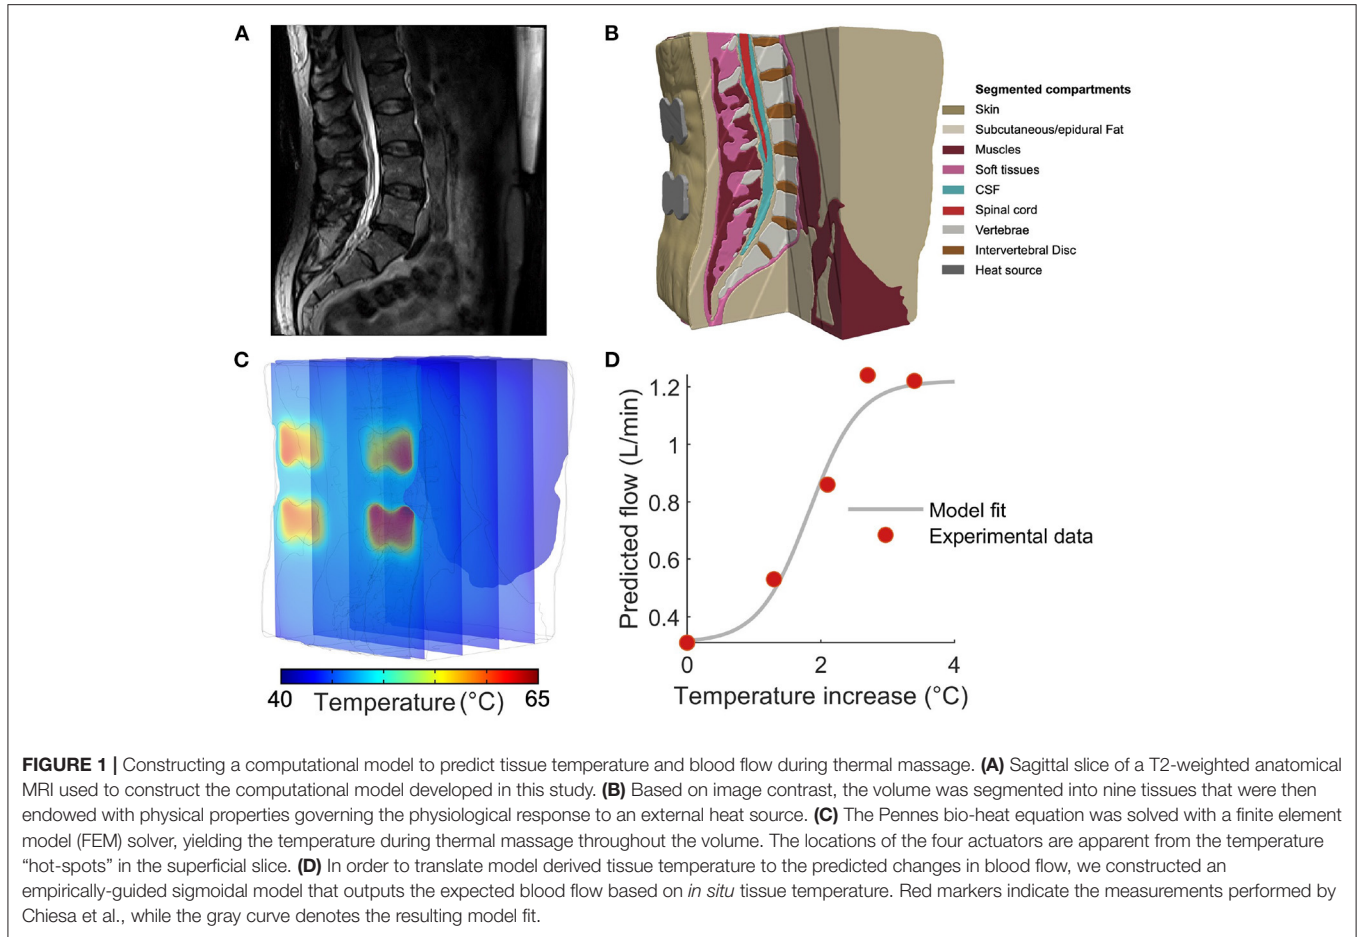 A
B
Segmented compartments
Skin
Subcutaneous/epidural Fat
Muscles
Soft tissues
CSF
Spinal cord
Vertebrae
Intervertebral Disc
Heat source
C
40 Temperature (°C) 65
D
Predicted flow (L/min)
1.2
1
0.8
0.6
0.4
0 2 4
Temperature increase (°C)
Model fit
Experimental data
FIGURE 1 | Constructing a computational model to predict tissue temperature and blood flow during thermal massage. (A) Sagittal slice of a T2-weighted anatomical
MRI used to construct the computational model developed in this study. (B) Based on image contrast, the volume was segmented into nine tissues that were then
endowed with physical properties governing the physiological response to an external heat source. (C) The Pennes bio-heat equation was solved with a finite element
model (FEM) solver, yielding the temperature during thermal massage throughout the volume. The locations of the four actuators are apparent from the temperature
“hot-spots” in the superficial slice. (D) In order to translate model derived tissue temperature to the predicted changes in blood flow, we constructed an
empirically-guided sigmoidal model that outputs the expected blood flow based on in situ tissue temperature. Red markers indicate the measurements performed by
Chiesa et al., while the gray curve denotes the resulting model fit.